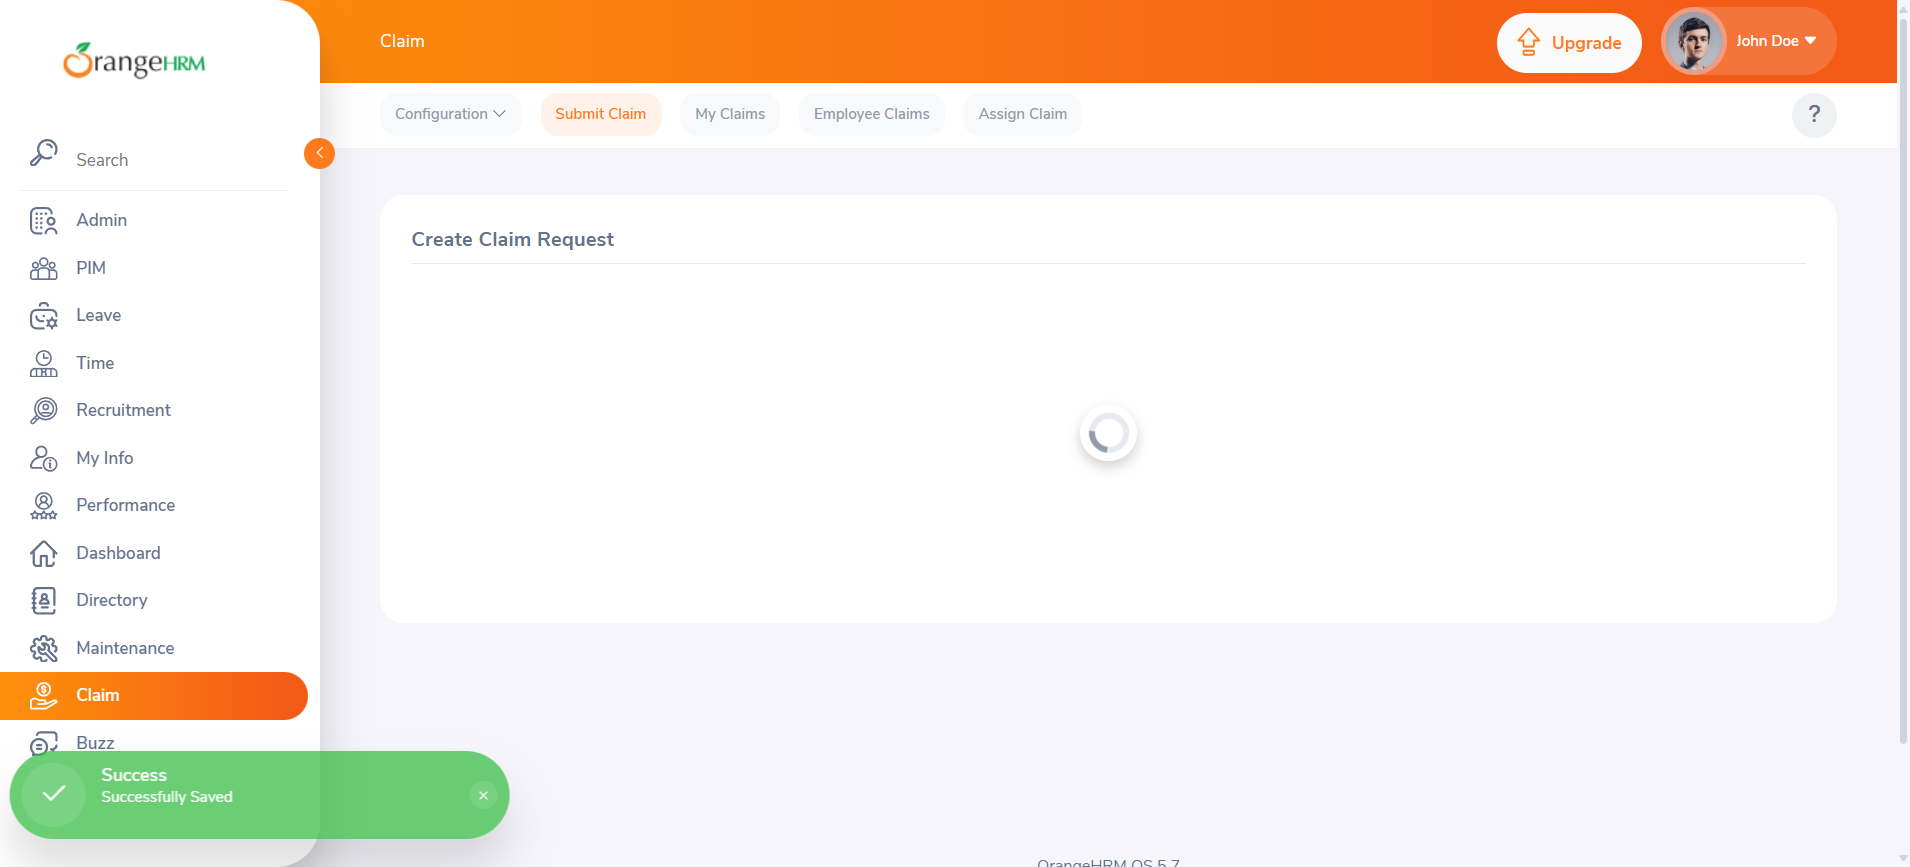 OrangeHRM
Claim
Upgrade
John Doe
Configuration
Submit Claim
My Claims
Employee Claims
Assign Claim
?
Search
Admin
PIM
Leave
Time
Recruitment
My Info
Performance
Dashboard
Directory
Maintenance
Claim
Buzz
Create Claim Request
Success
Successfully Saved
OrangeHRM OS 5.7